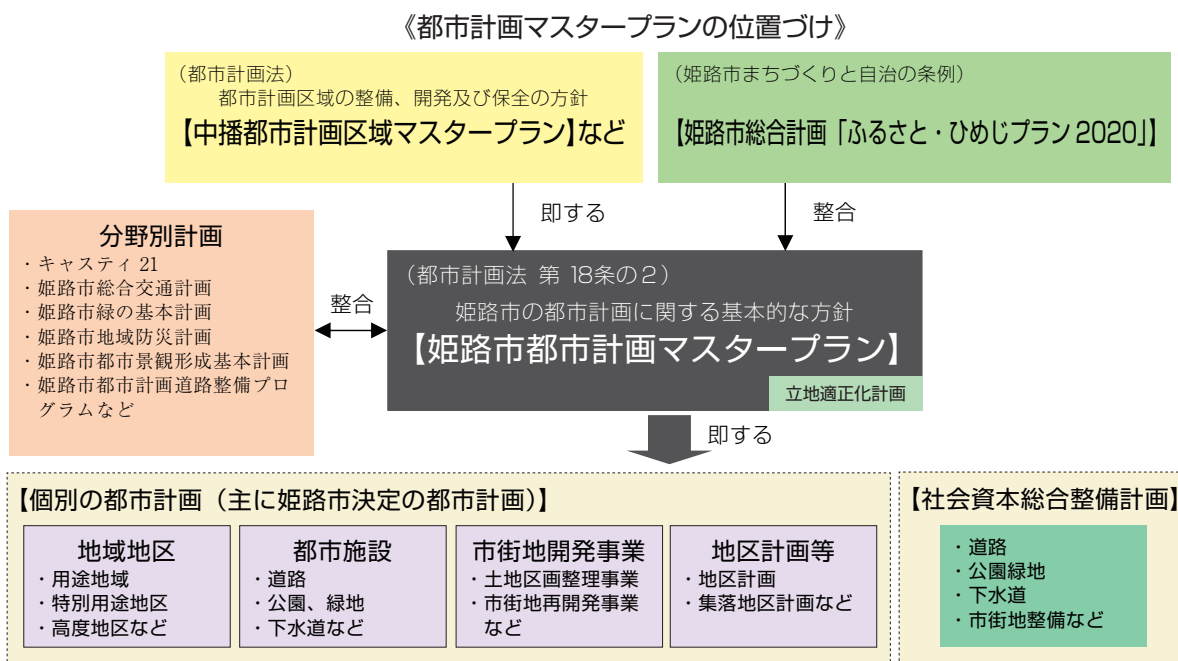 《都市計画マスタープランの位置づけ》
（都市計画法）
都市計画区域の整備、開発及び保全の方針
【中播都市計画区域マスタープラン】など
（姫路市まちづくりと自治の条例）
【姫路市総合計画「ふるさと・ひめじプラン2020」】
即する
整合
分野別計画
・キャスティ21
・姫路市総合交通計画
・姫路市緑の基本計画
・姫路市地域防災計画
・姫路市都市景観形成基本計画
・姫路市都市計画道路整備プロ
グラムなど
整合
（都市計画法 第 18条の2）
姫路市の都市計画に関する基本的な方針
【姫路市都市計画マスタープラン】
立地適正化計画
即する
【個別の都市計画（主に姫路市決定の都市計画）】
地域地区
・用途地域
・特別用途地区
・高度地区など
都市施設
・道路
・公園、緑地
・下水道など
市街地開発事業
・土地区画整理事業
・市街地再開発事業
など
地区計画等
・地区計画
・集落地区計画など
【社会資本総合整備計画】
・道路
・公園緑地
・下水道
・市街地整備など